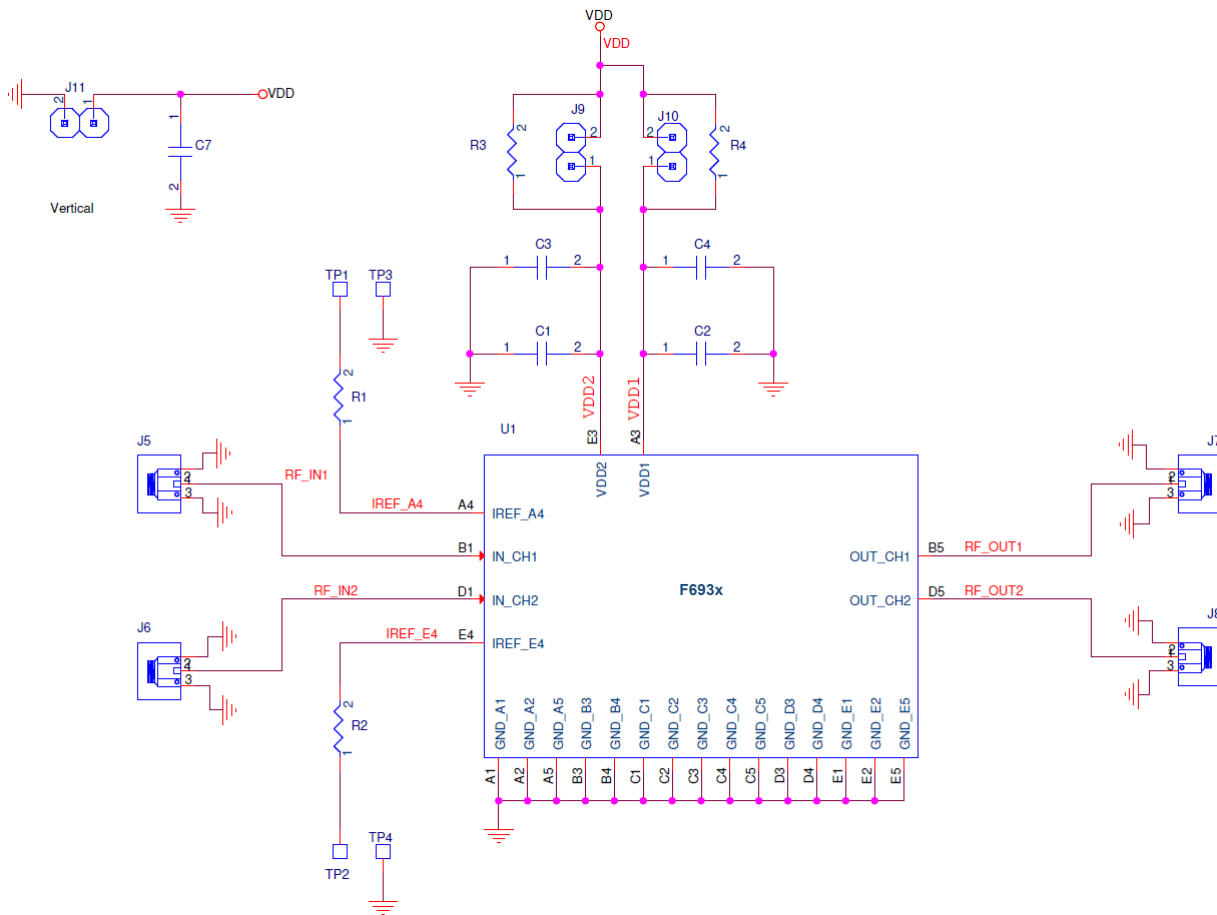 VDD
VDD
J11
2
1
VDD
1
C7
2
Vertical
J9
J10
2
R3
1
2
1
2
1
2
R4
1
C3
1
2
C4
1
2
C1
1
2
C2
1
2
TP1
TP3
2
R1
1
VDD2
VDD1
U1
E3
A3
VDD2
VDD1
J5
2
3
RF_IN1
IREF_A4
A4
IREF_A4
B1
IN_CH1
RF_IN2
D1
IN_CH2
IREF_E4
E4
IREF_E4
J6
2
3
F693x
OUT_CH1
B5
RF_OUT1
OUT_CH2
D5
RF_OUT2
J7
2
3
J8
2
3
2
R2
1
GND_A1
GND_A2
GND_A5
GND_B3
GND_B4
GND_C1
GND_C2
GND_C3
GND_C4
GND_C5
GND_D3
GND_D4
GND_E1
GND_E2
GND_E5
A1
A2
A5
B3
B4
C1
C2
C3
C4
C5
D3
D4
E1
E2
E5
TP2
TP4